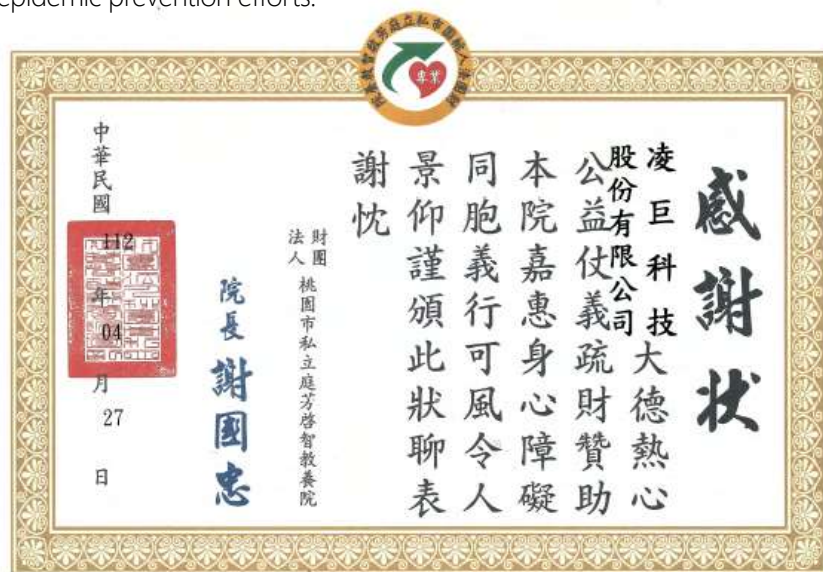 epidemic prevention efforts.
專業
感謝狀
凌巨科技
股份有限公司
大德熱心
公益仗義疏財贊助
本院嘉惠身心障礙
同胞義行可風令人
景仰謹頒此狀聊表
謝忱
財團
法人
桃園市私立庭芳啓智教養院
院長 謝國忠
中華民國 112 年 04 月 27 日